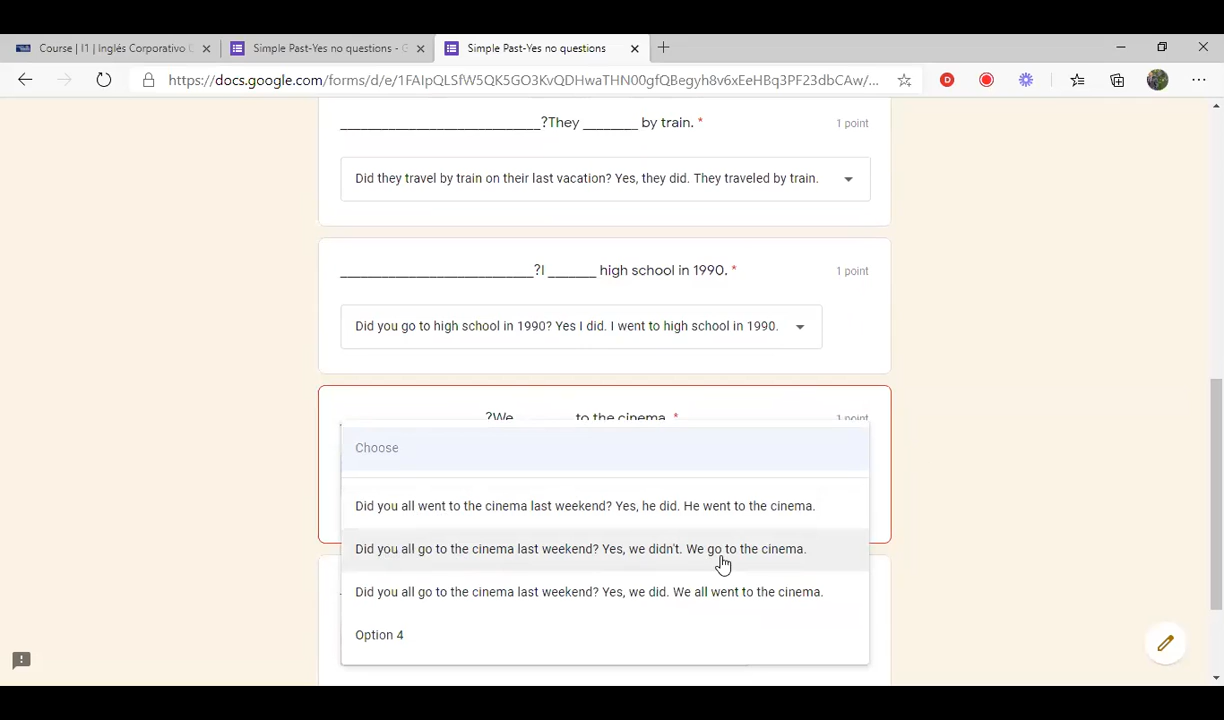 Course | I1 | Inglés Corporativo U
Simple Past-Yes no questions - G
Simple Past-Yes no questions
https://docs.google.com/forms/d/e/1FAIpQLSfW5QK5GO3KvQDHwaTHN00gfQBegyh8v6xEeHBq3PF23dbCAw/...
___________________________?They ________ by train. *
1 point
Did they travel by train on their last vacation? Yes, they did. They traveled by train.
__________________________?I _______ high school in 1990. *
1 point
Did you go to high school in 1990? Yes I did. I went to high school in 1990.
?We to the cinema. *
1 point
Choose
Did you all went to the cinema last weekend? Yes, he did. He went to the cinema.
Did you all go to the cinema last weekend? Yes, we didn't. We go to the cinema.
Did you all go to the cinema last weekend? Yes, we did. We all went to the cinema.
Option 4